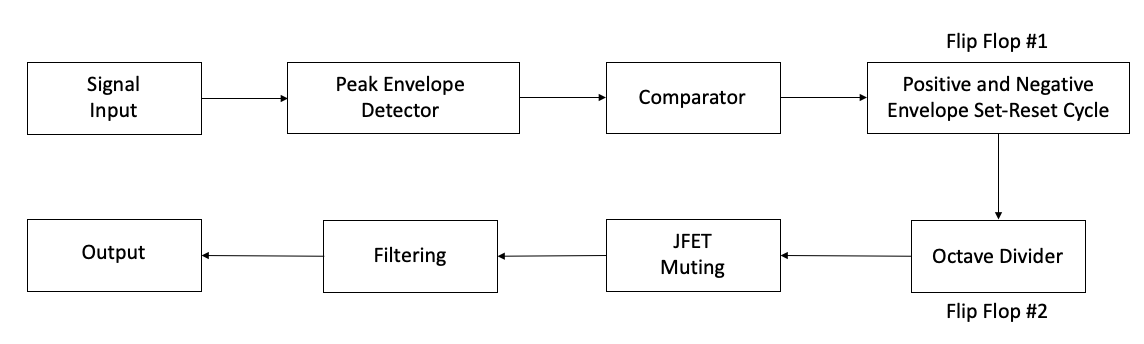 Flip Flop #1
Signal
Input
Peak Envelope
Detector
Comparator
Positive and Negative
Envelope Set-Reset Cycle
Output
Filtering
JFET
Muting
Octave Divider
Flip Flop #2